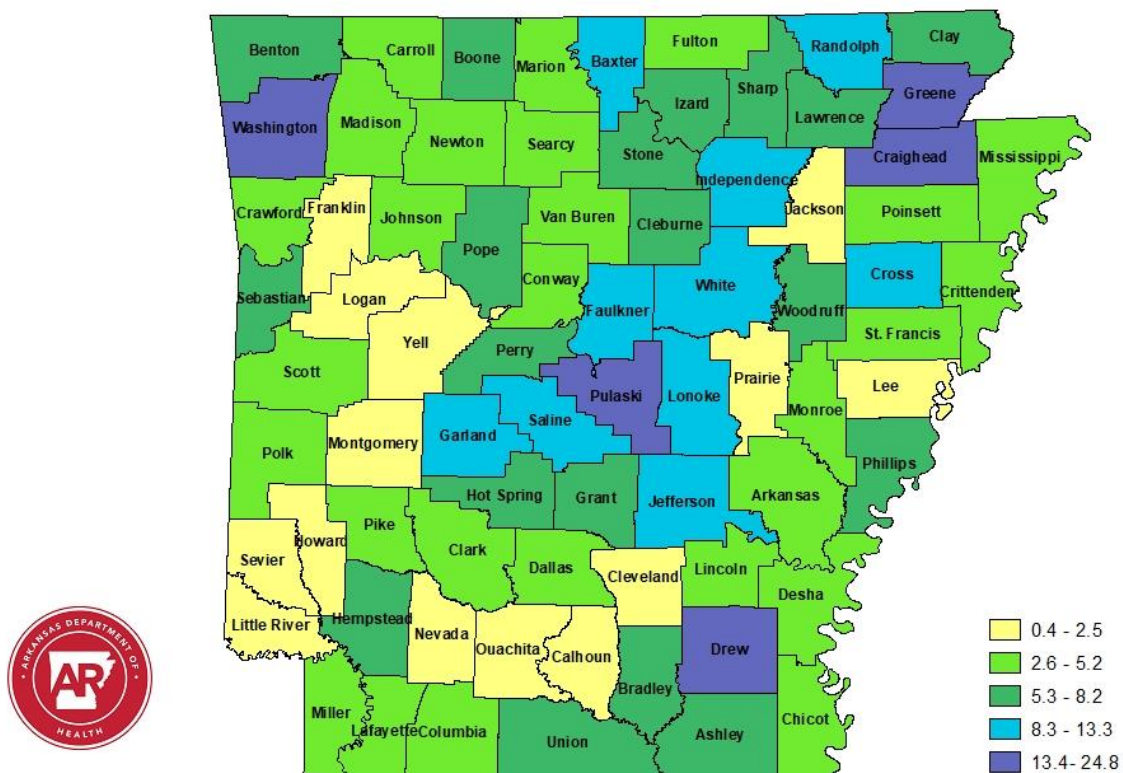 Benton
Carroll
Boone
Marion
Baxter
Fulton
Randolph
Clay
Sharp
Izard
Greene
Lawrence
Washington
Madison
Newton
Searcy
Stone
Independence
Craighead
Mississippi
Crawford
Franklin
Johnson
Van Buren
Cleburne
Jackson
Poinsett
Pope
Sebastian
Logan
Conway
Faulkner
White
Woodruff
Cross
Crittenden
St. Francis
Yell
Perry
Scott
Pulaski
Lonoke
Prairie
Lee
Monroe
Polk
Montgomery
Garland
Saline
Phillips
Hot Spring
Grant
Jefferson
Arkansas
Howard
Pike
Clark
Dallas
Cleveland
Lincoln
Desha
Sevier
Little River
Hempstead
Nevada
Ouachita
Calhoun
Bradley
Drew
Miller
Lafayette
Columbia
Union
Ashley
Chicot
ARKANSAS DEPARTMENT OF
AR
HEALTH
0.4 - 2.5
2.6 - 5.2
5.3 - 8.2
8.3 - 13.3
13.4- 24.8